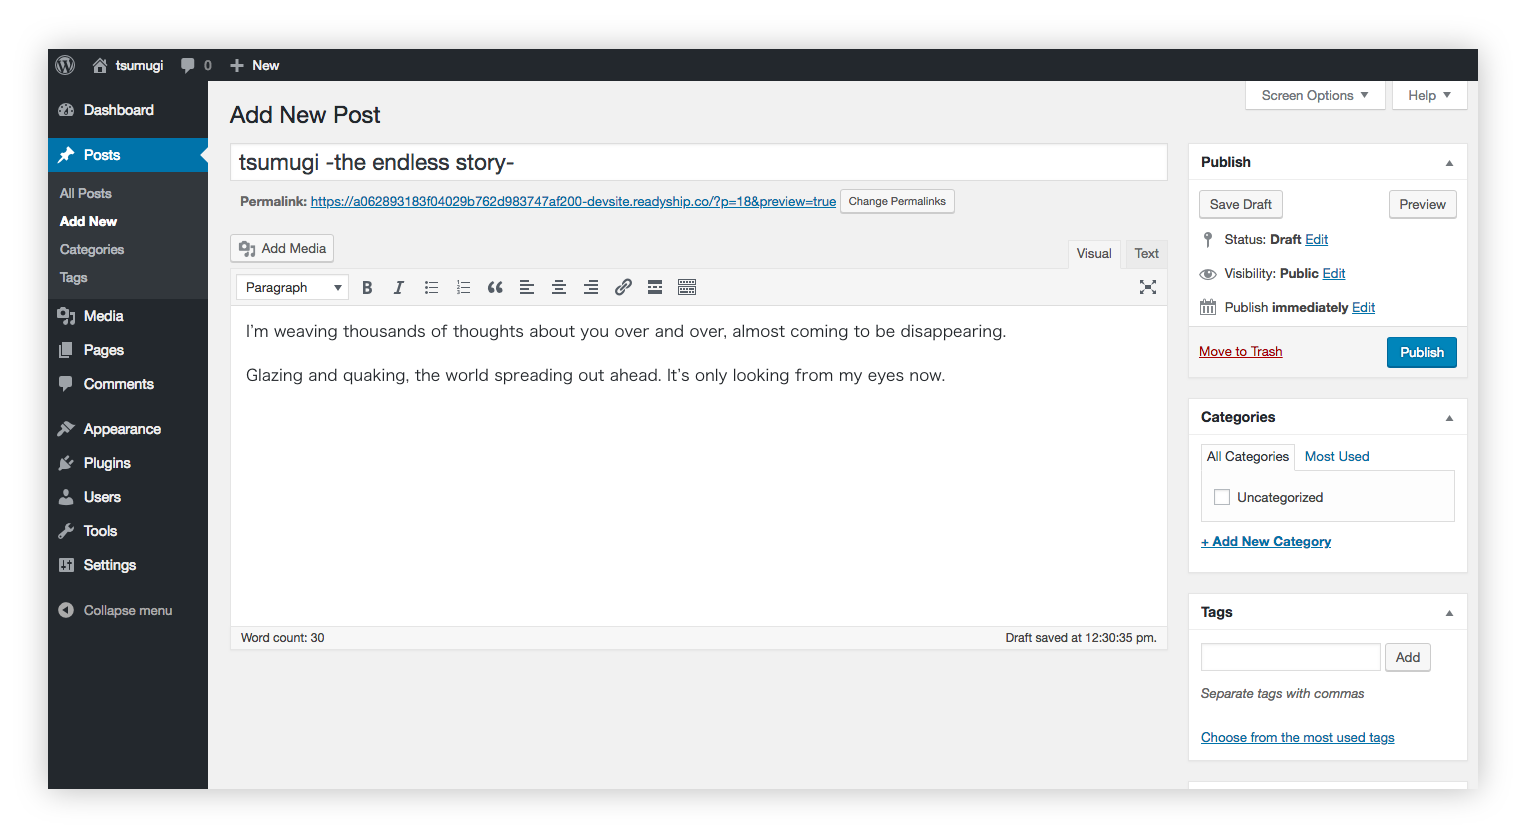 tsumugi 0 New
Screen Options Help
Dashboard
Posts
All Posts
Add New
Categories
Tags
Media
Pages
Comments
Appearance
Plugins
Users
Tools
Settings
Collapse menu
Add New Post
tsumugi -the endless story-
Permalink: https://a062893183f04029b762d983747af200-devsite.readyship.co/?p=18&preview=true Change Permalinks
Add Media
Visual Text
Paragraph B I
I'm weaving thousands of thoughts about you over and over, almost coming to be disappearing.
Glazing and quaking, the world spreading out ahead. It's only looking from my eyes now.
Word count: 30 Draft saved at 12:30:35 pm.
Publish
Save Draft Preview
Status: Draft Edit
Visibility: Public Edit
Publish immediately Edit
Move to Trash Publish
Categories
All Categories Most Used
Uncategorized
+ Add New Category
Tags
Add
Separate tags with commas
Choose from the most used tags